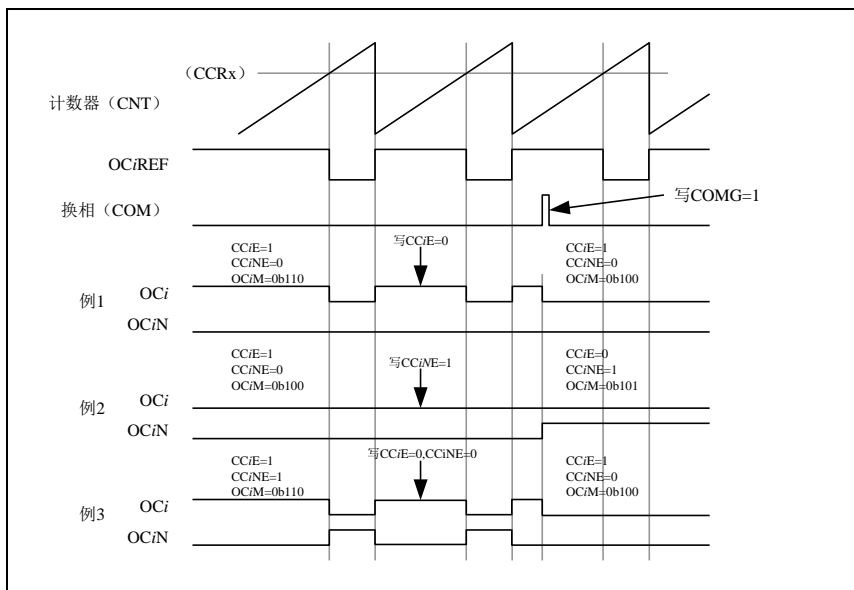 （CCRx）
计数器（CNT）
OCiREF
换相（COM）
写COMG=1
CCiE=1
CCiNE=0
OCiM=0b110
写CCiE=0
CCiE=1
CCiNE=0
OCiM=0b100
例1
OCi
OCiN
CCiE=1
CCiNE=0
OCiM=0b100
写CCiNE=1
CCiE=0
CCiNE=1
OCiM=0b101
例2
OCi
OCiN
CCiE=1
CCiNE=1
OCiM=0b110
写CCiE=0,CCiNE=0
CCiE=1
CCiNE=0
OCiM=0b100
例3
OCi
OCiN